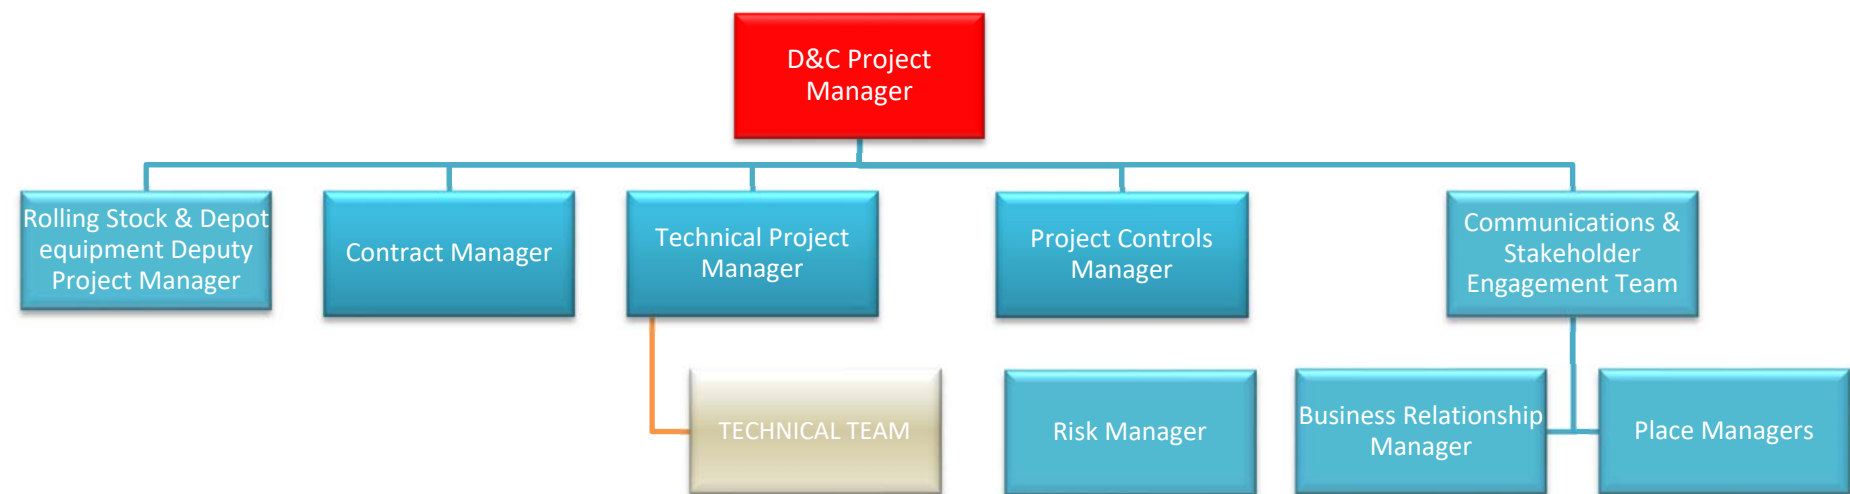 D&C Project
Manager
Rolling Stock & Depot
equipment Deputy
Project Manager
Contract Manager
Technical Project
Manager
Project Controls
Manager
Communications &
Stakeholder
Engagement Team
TECHNICAL TEAM
Risk Manager
Business Relationship
Manager
Place Managers